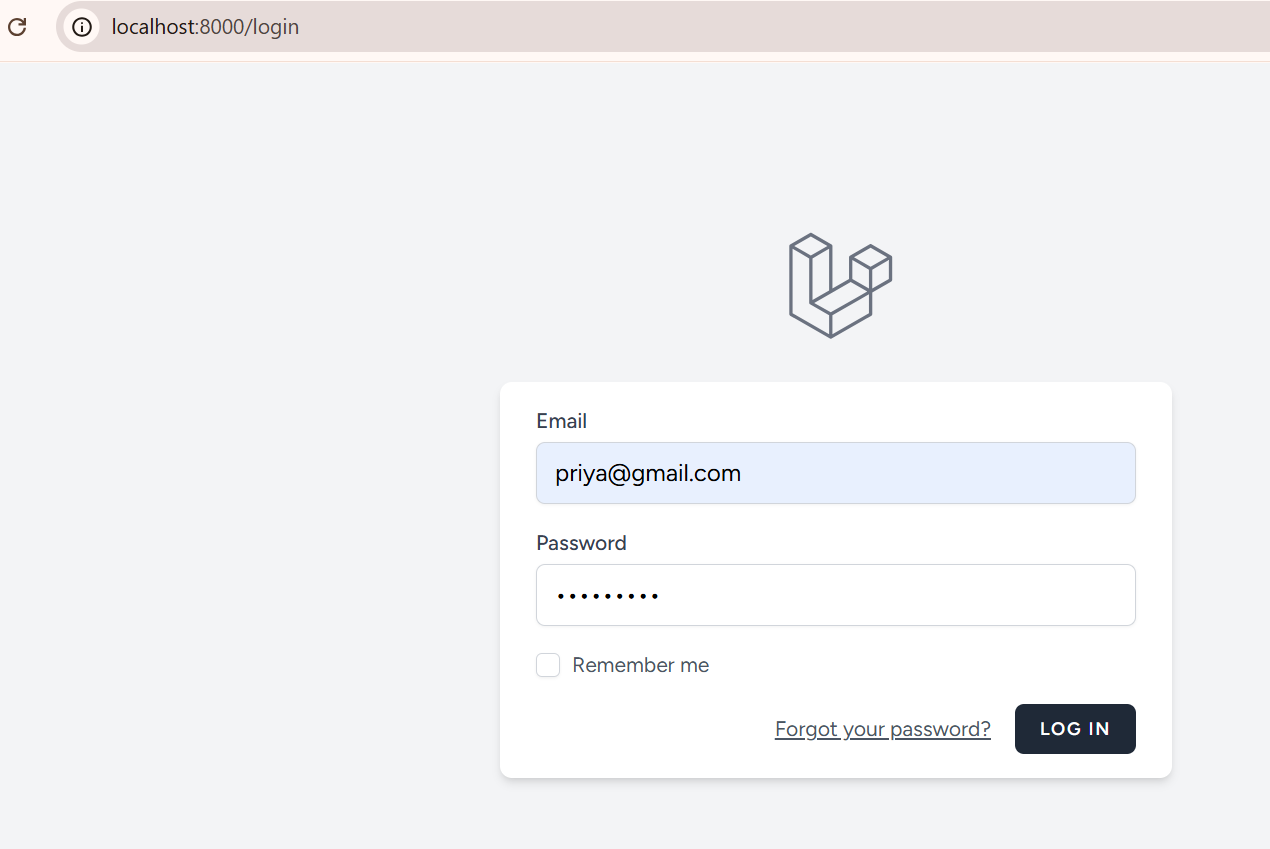 localhost:8000/login
Email
priya@gmail.com
Password
•••••••••
Remember me
Forgot your password? LOG IN